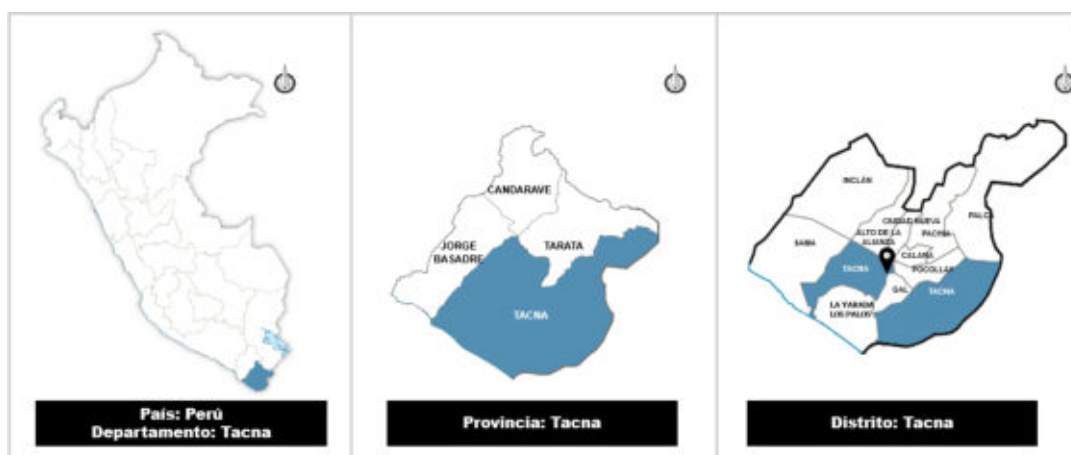 CANDARAVE
JORGE
BASADRE
TARATA
TACNA
INCLÁN
CIUDAD NUEVA
PALCA
PACHIA
ALTO DE LA
ALIANZA
SAMA
CALANA
TACNA
POCOLLAY
GAL
TACNA
LA YARADA
LOS PALOS
País: Perú
Departamento: Tacna
Provincia: Tacna
Distrito: Tacna